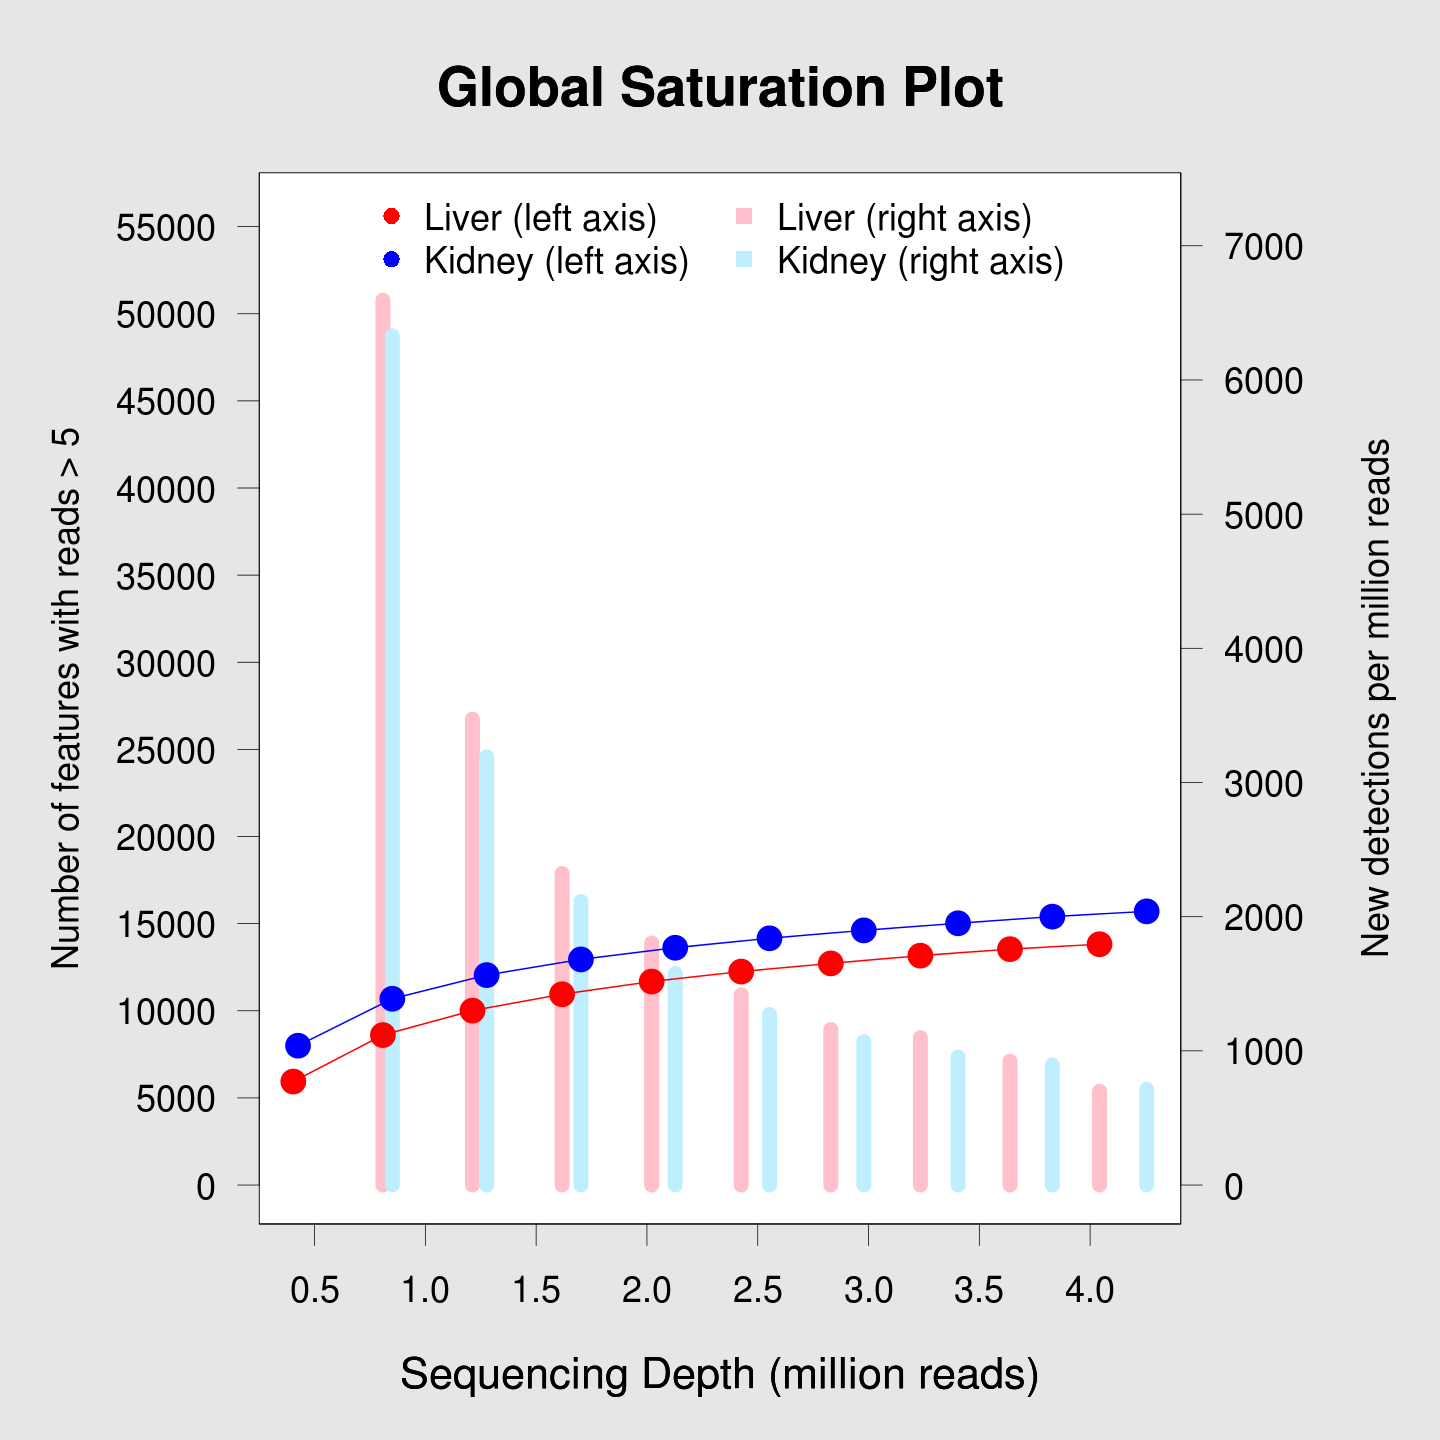 Global Saturation Plot
Liver (left axis)
Kidney (left axis)
Liver (right axis)
Kidney (right axis)
Number of features with reads > 5
55000
50000
45000
40000
35000
30000
25000
20000
15000
10000
5000
0
7000
6000
5000
4000
3000
2000
1000
0
New detections per million reads
0.5 1.0 1.5 2.0 2.5 3.0 3.5 4.0
Sequencing Depth (million reads)